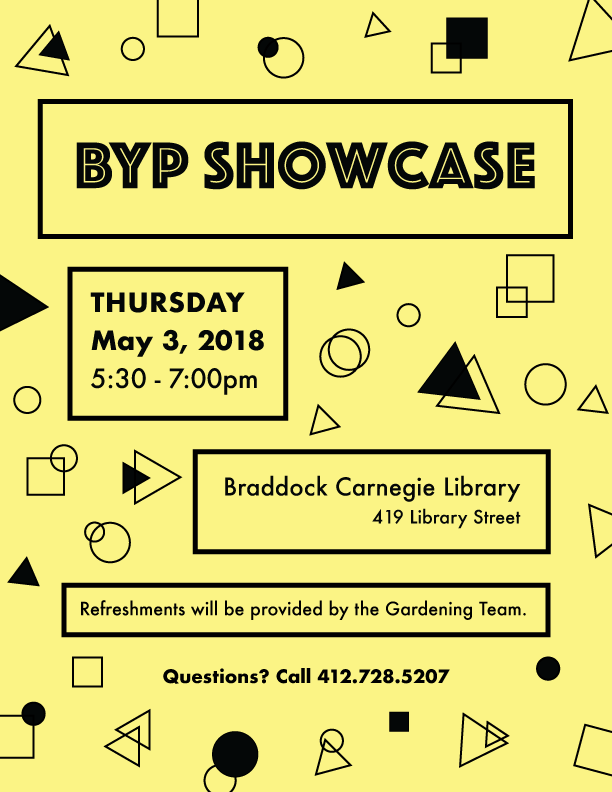 BYP SHOWCASE
THURSDAY
May 3, 2018
5:30 - 7:00pm
Braddock Carnegie Library
419 Library Street
Refreshments will be provided by the Gardening Team.
Questions? Call 412.728.5207